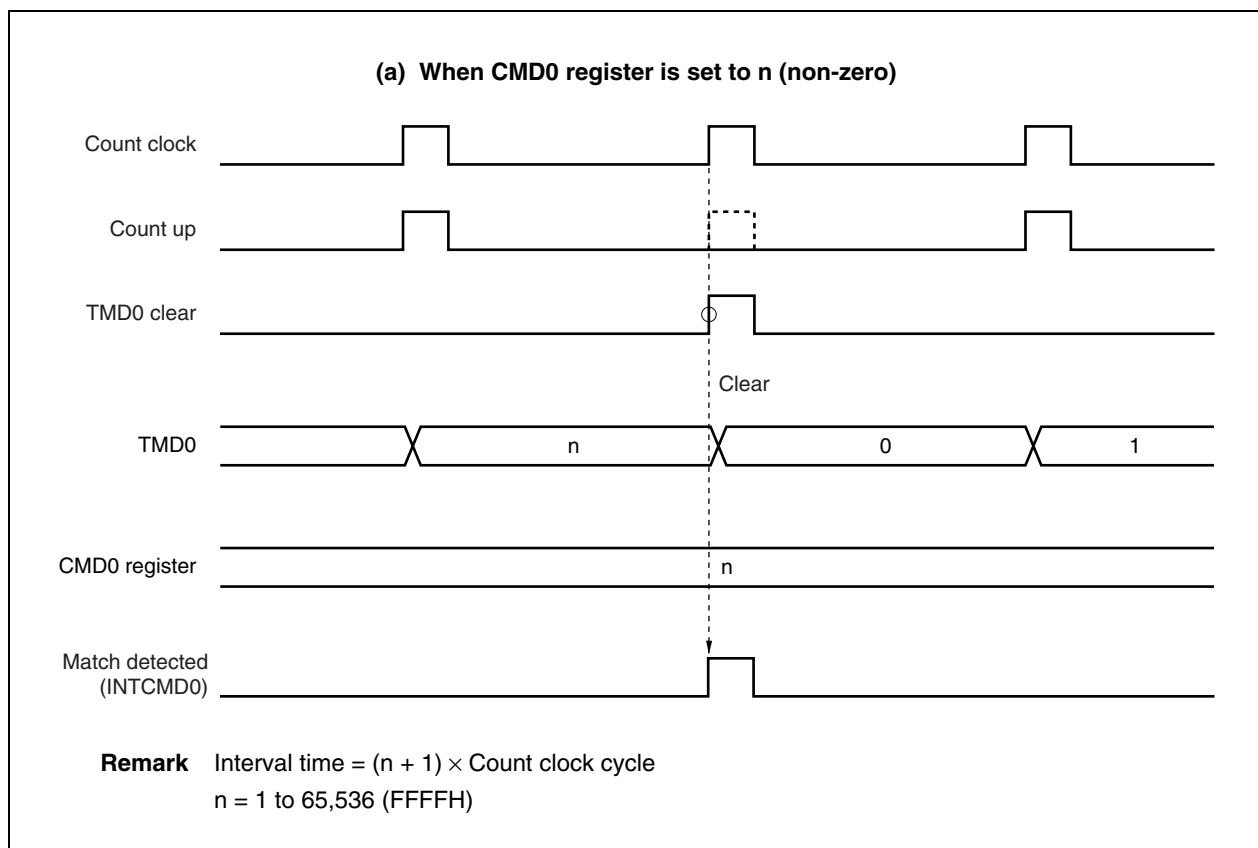 (a) When CMD0 register is set to n (non-zero)
Count clock
Count up
TMD0 clear
Clear
TMD0
n
0
1
CMD0 register
n
Match detected
(INTCMD0)
Remark Interval time = (n + 1) × Count clock cycle
n = 1 to 65,536 (FFFFH)